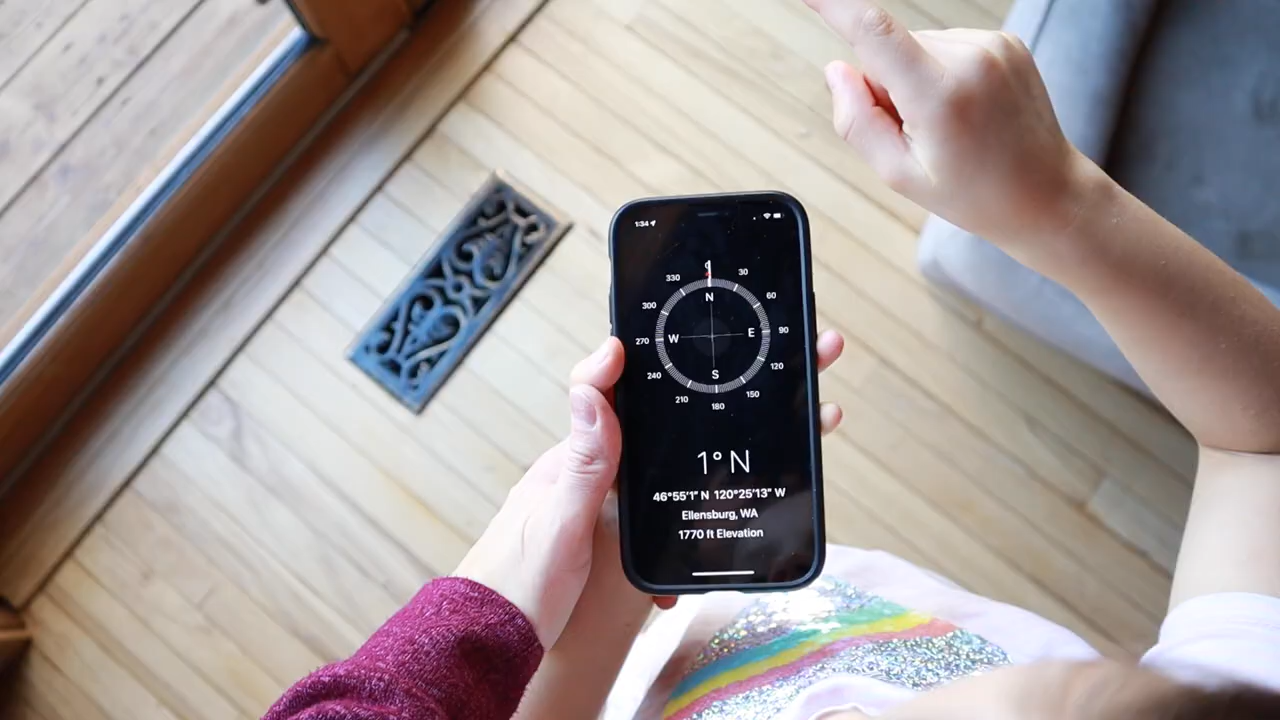 1:34
0
330 30
N
300 60
270 W E 90
240 S 120
210 150
180
1° N
46°55'1" N 120°25'13" W
Ellensburg, WA
1770 ft Elevation